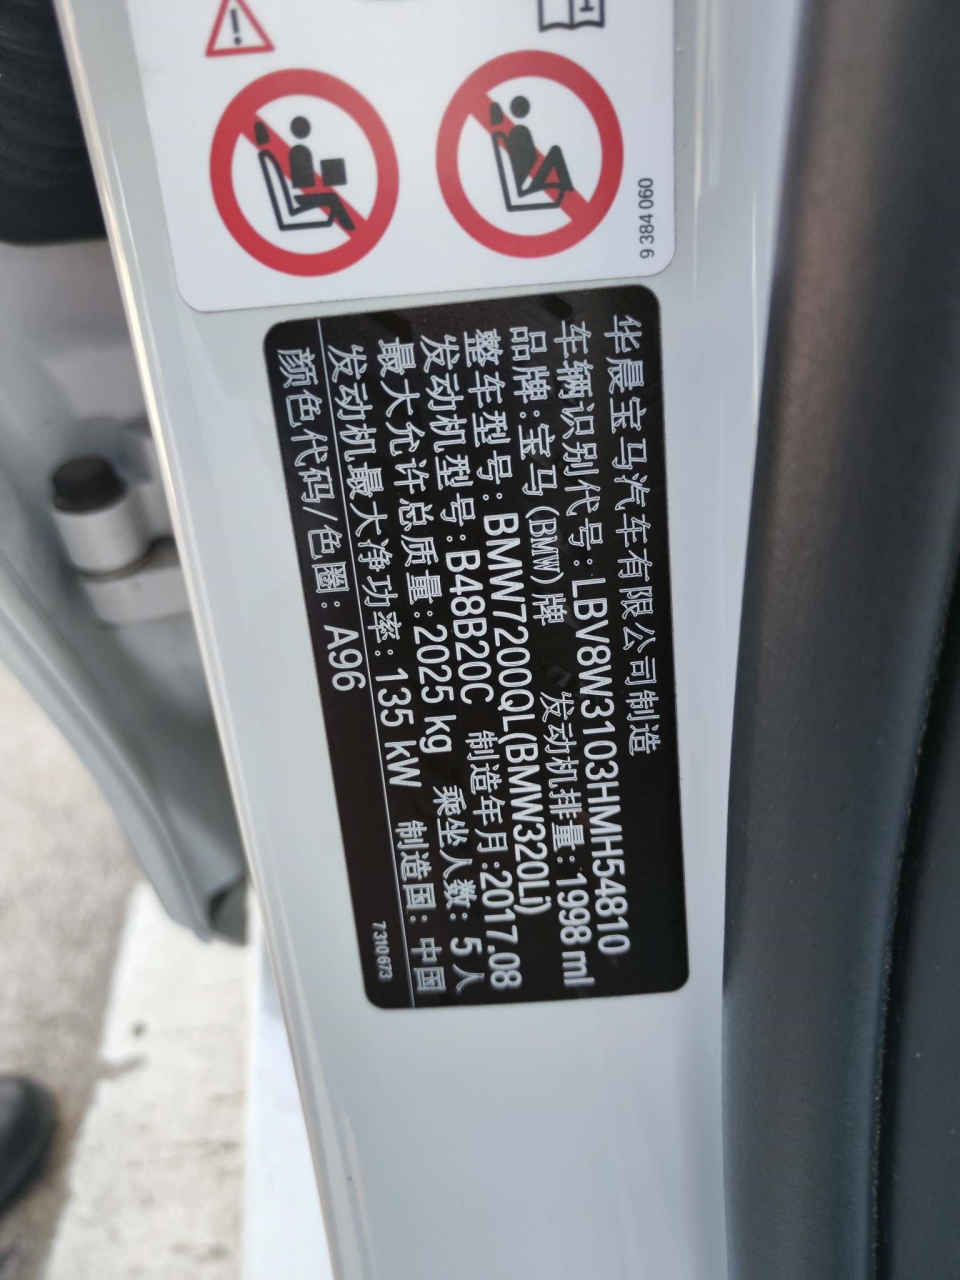 9 384 060
华晨宝马汽车有限公司制造
车辆识别代号: LBV8W3103HMH54810
品牌:宝马(BMW)牌 发动机排量: 1998 ml
整车型号: BMW7200QL(BMW320Li)
发动机型号: B48B20C 制造年月: 2017.08
最大允许总质量: 2025 kg 乘坐人数: 5 人
发动机最大净功率: 135 kW 制造国: 中国
颜色代码/色圈: A96
7 310 673